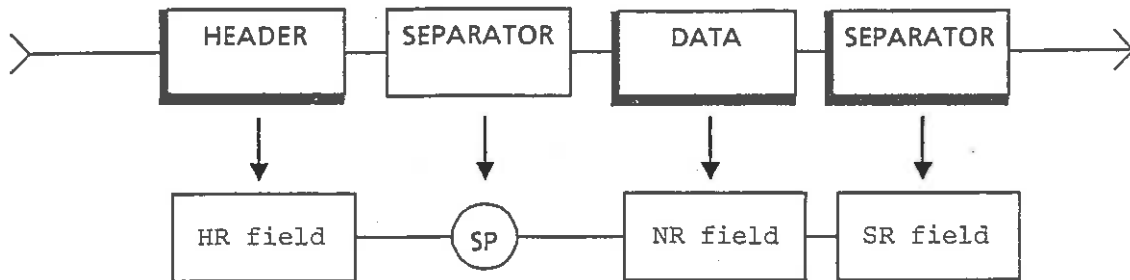 HEADER SEPARATOR DATA SEPARATOR
HR field SP NR field SR field